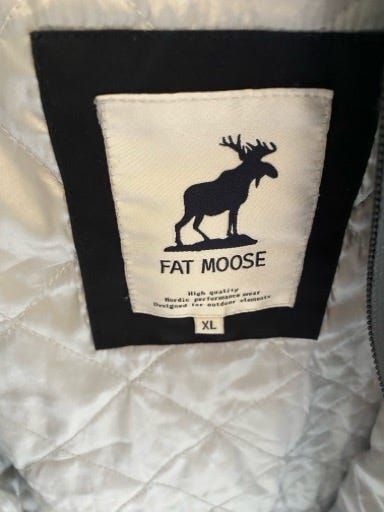 FAT MOOSE
High quality
Nordic performance wear
Designed for outdoor elements
XL